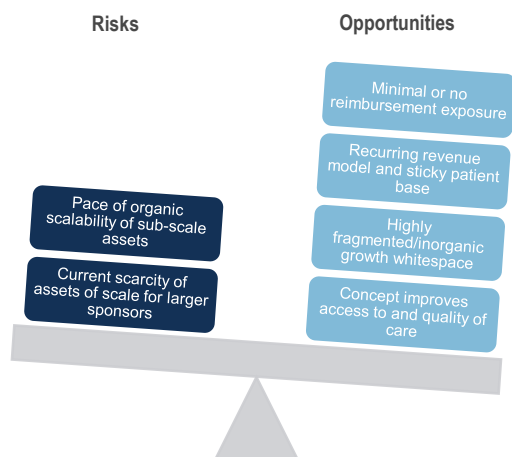 Risks
Opportunities
Minimal or no
reimbursement exposure
Recurring revenue
model and sticky patient
base
Highly
fragmented/inorganic
growth whitespace
Concept improves
access to and quality of
care
Pace of organic
scalability of sub-scale
assets
Current scarcity of
assets of scale for larger
sponsors